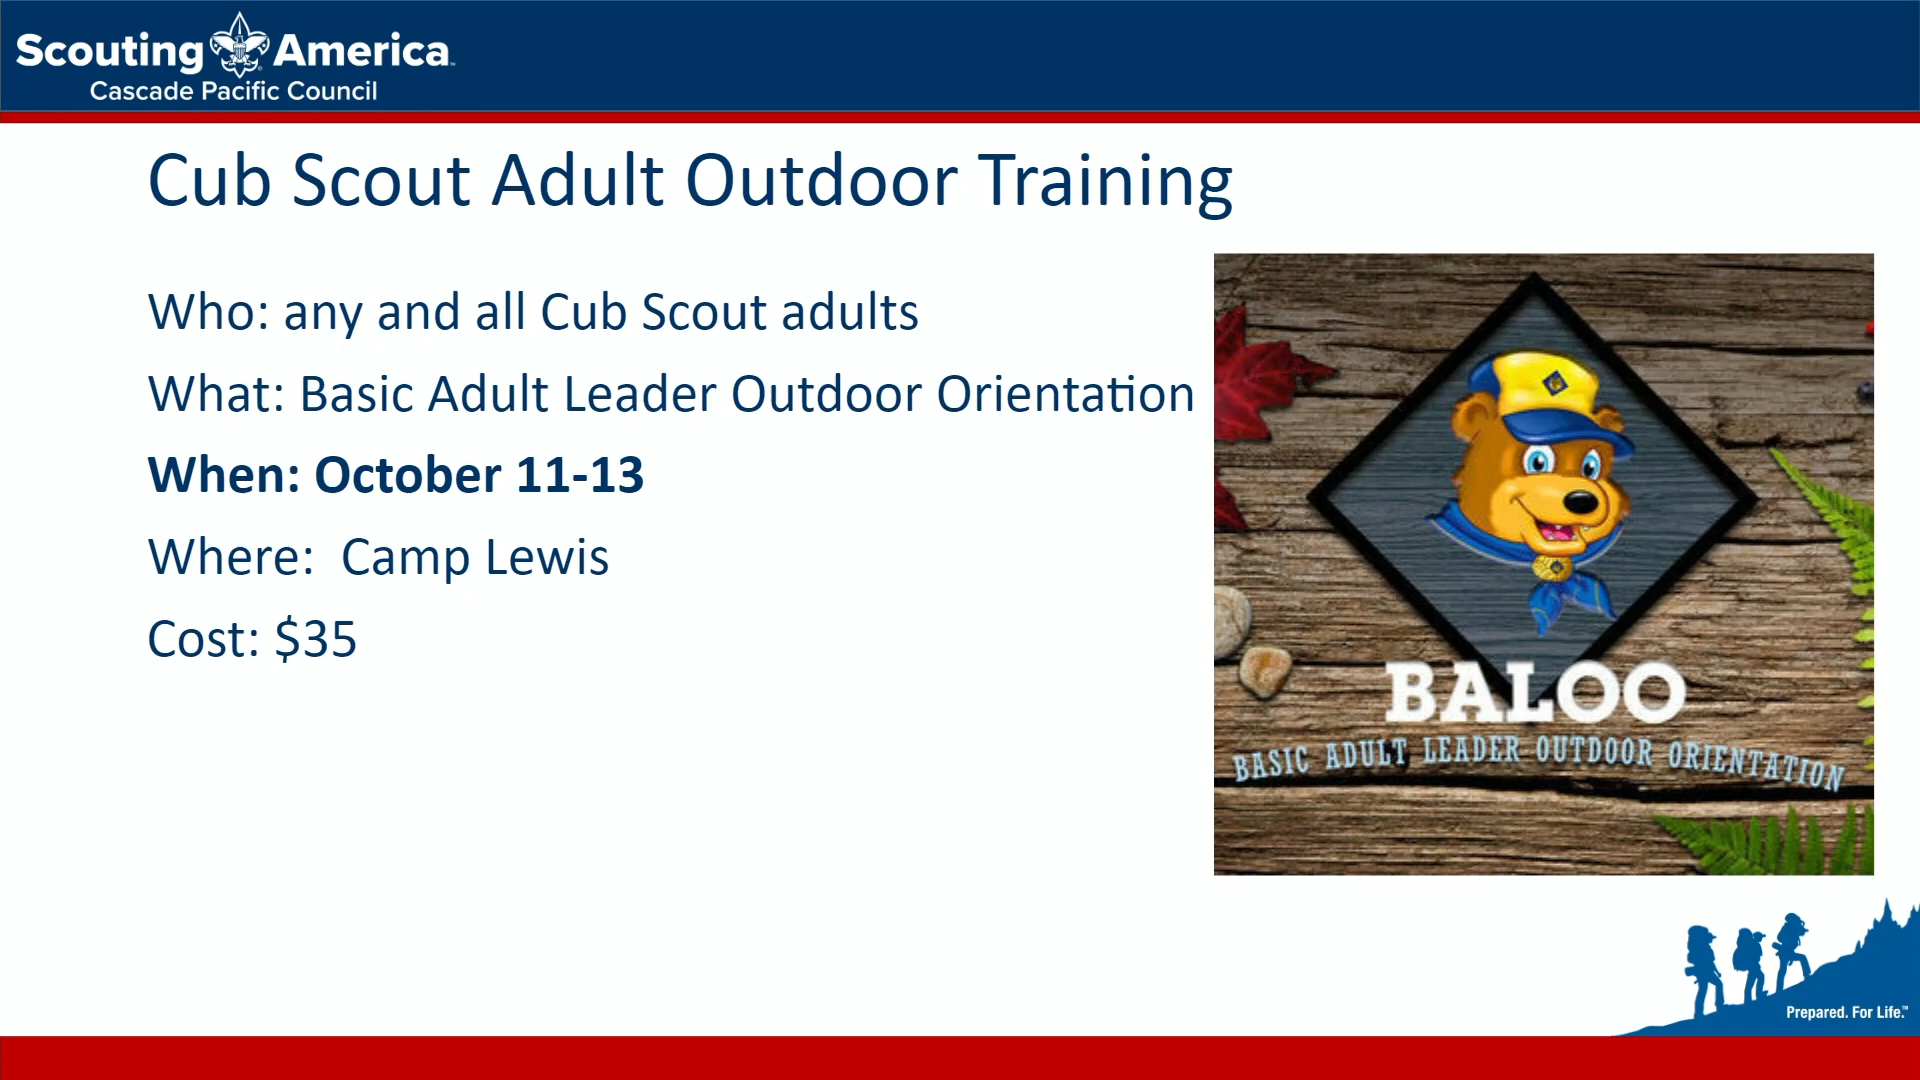 Scouting America
Cascade Pacific Council
Cub Scout Adult Outdoor Training
Who: any and all Cub Scout adults
What: Basic Adult Leader Outdoor Orientation
When: October 11-13
Where: Camp Lewis
Cost: $35
BALOO
BASIC ADULT LEADER OUTDOOR ORIENTATION
Prepared. For Life.™